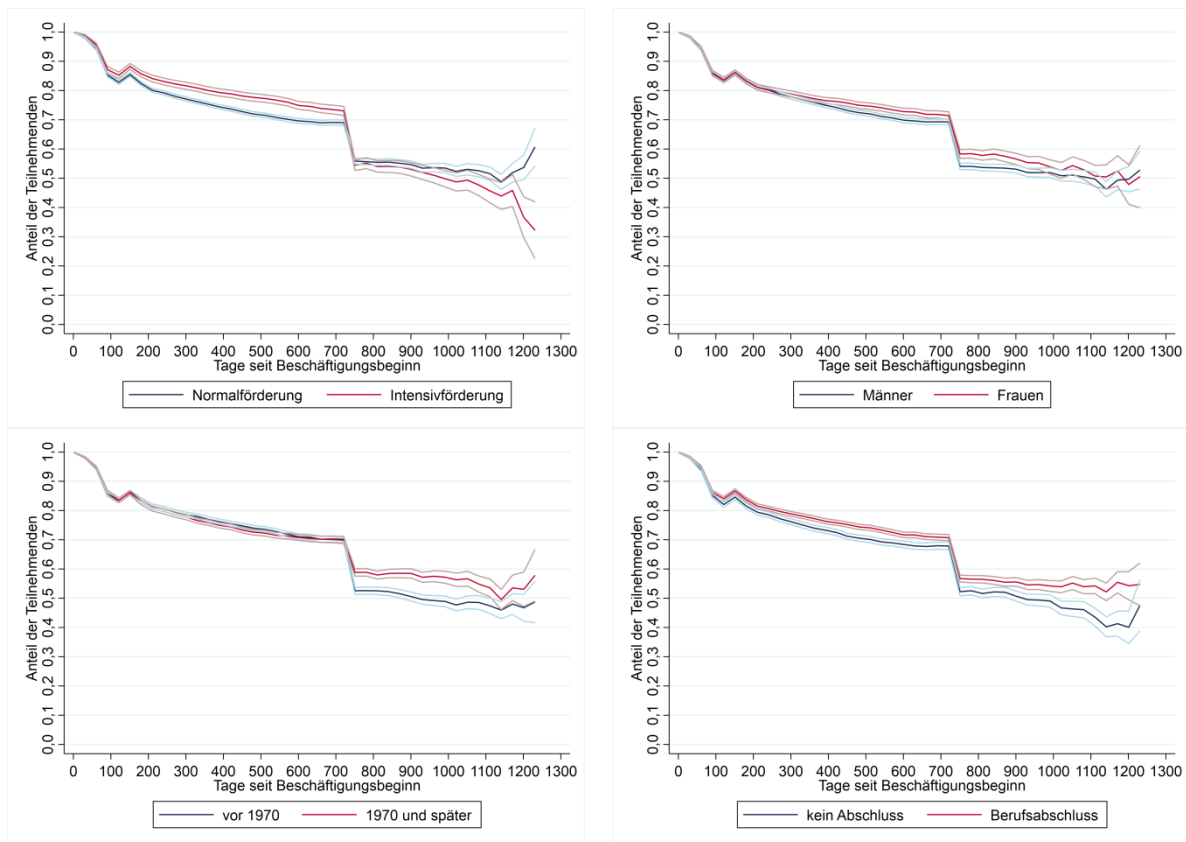 Anteil der Teilnehmenden
1,0
0,9
0,8
0,7
0,6
0,5
0,4
0,3
0,2
0,1
0,0
0 100 200 300 400 500 600 700 800 900 1000 1100 1200 1300
Tage seit Beschäftigungsbeginn
Normalförderung Intensivförderung
Anteil der Teilnehmenden
1,0
0,9
0,8
0,7
0,6
0,5
0,4
0,3
0,2
0,1
0,0
0 100 200 300 400 500 600 700 800 900 1000 1100 1200 1300
Tage seit Beschäftigungsbeginn
Männer Frauen
Anteil der Teilnehmenden
1,0
0,9
0,8
0,7
0,6
0,5
0,4
0,3
0,2
0,1
0,0
0 100 200 300 400 500 600 700 800 900 1000 1100 1200 1300
Tage seit Beschäftigungsbeginn
vor 1970 1970 und später
Anteil der Teilnehmenden
1,0
0,9
0,8
0,7
0,6
0,5
0,4
0,3
0,2
0,1
0,0
0 100 200 300 400 500 600 700 800 900 1000 1100 1200 1300
Tage seit Beschäftigungsbeginn
kein Abschluss Berufsabschluss